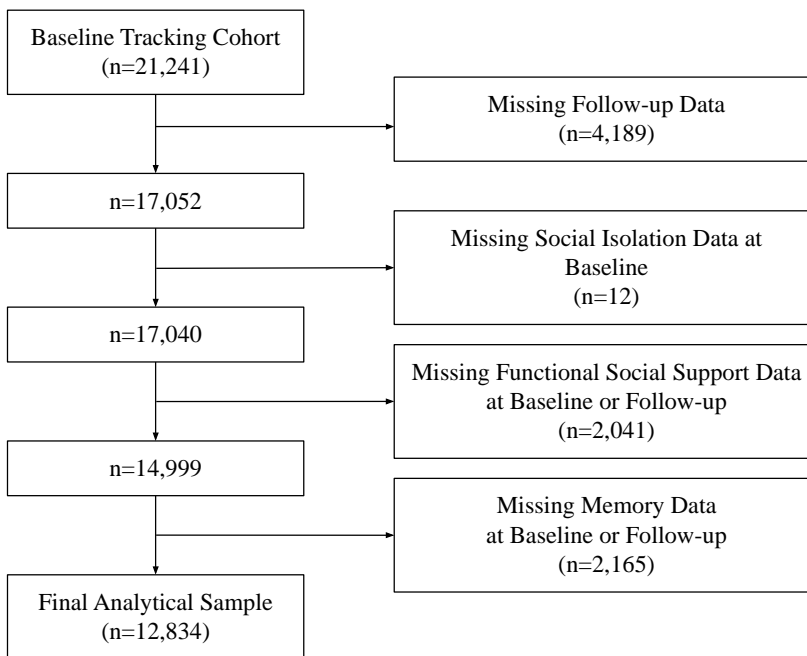 Baseline Tracking Cohort
(n=21,241)
Missing Follow-up Data
(n=4,189)
n=17,052
Missing Social Isolation Data at
Baseline
(n=12)
n=17,040
Missing Functional Social Support Data
at Baseline or Follow-up
(n=2,041)
n=14,999
Missing Memory Data
at Baseline or Follow-up
(n=2,165)
Final Analytical Sample
(n=12,834)